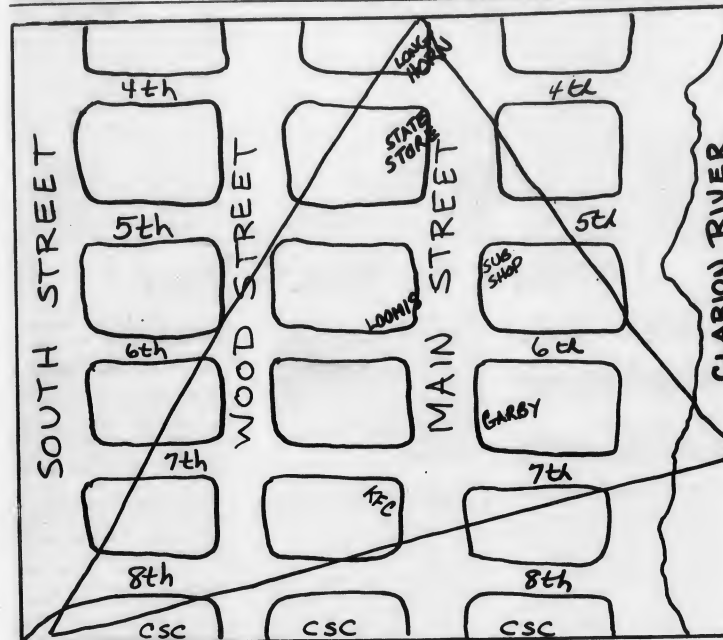 LONG
HORN
4th
4th
STATE
STORE
5th
5th
SUB
SHOP
LOOMIS
6th
6th
GARBY
7th
7th
KFC
8th
8th
CSC
CSC
CSC
SOUTH STREET
WOOD STREET
MAIN STREET
CLARION RIVER